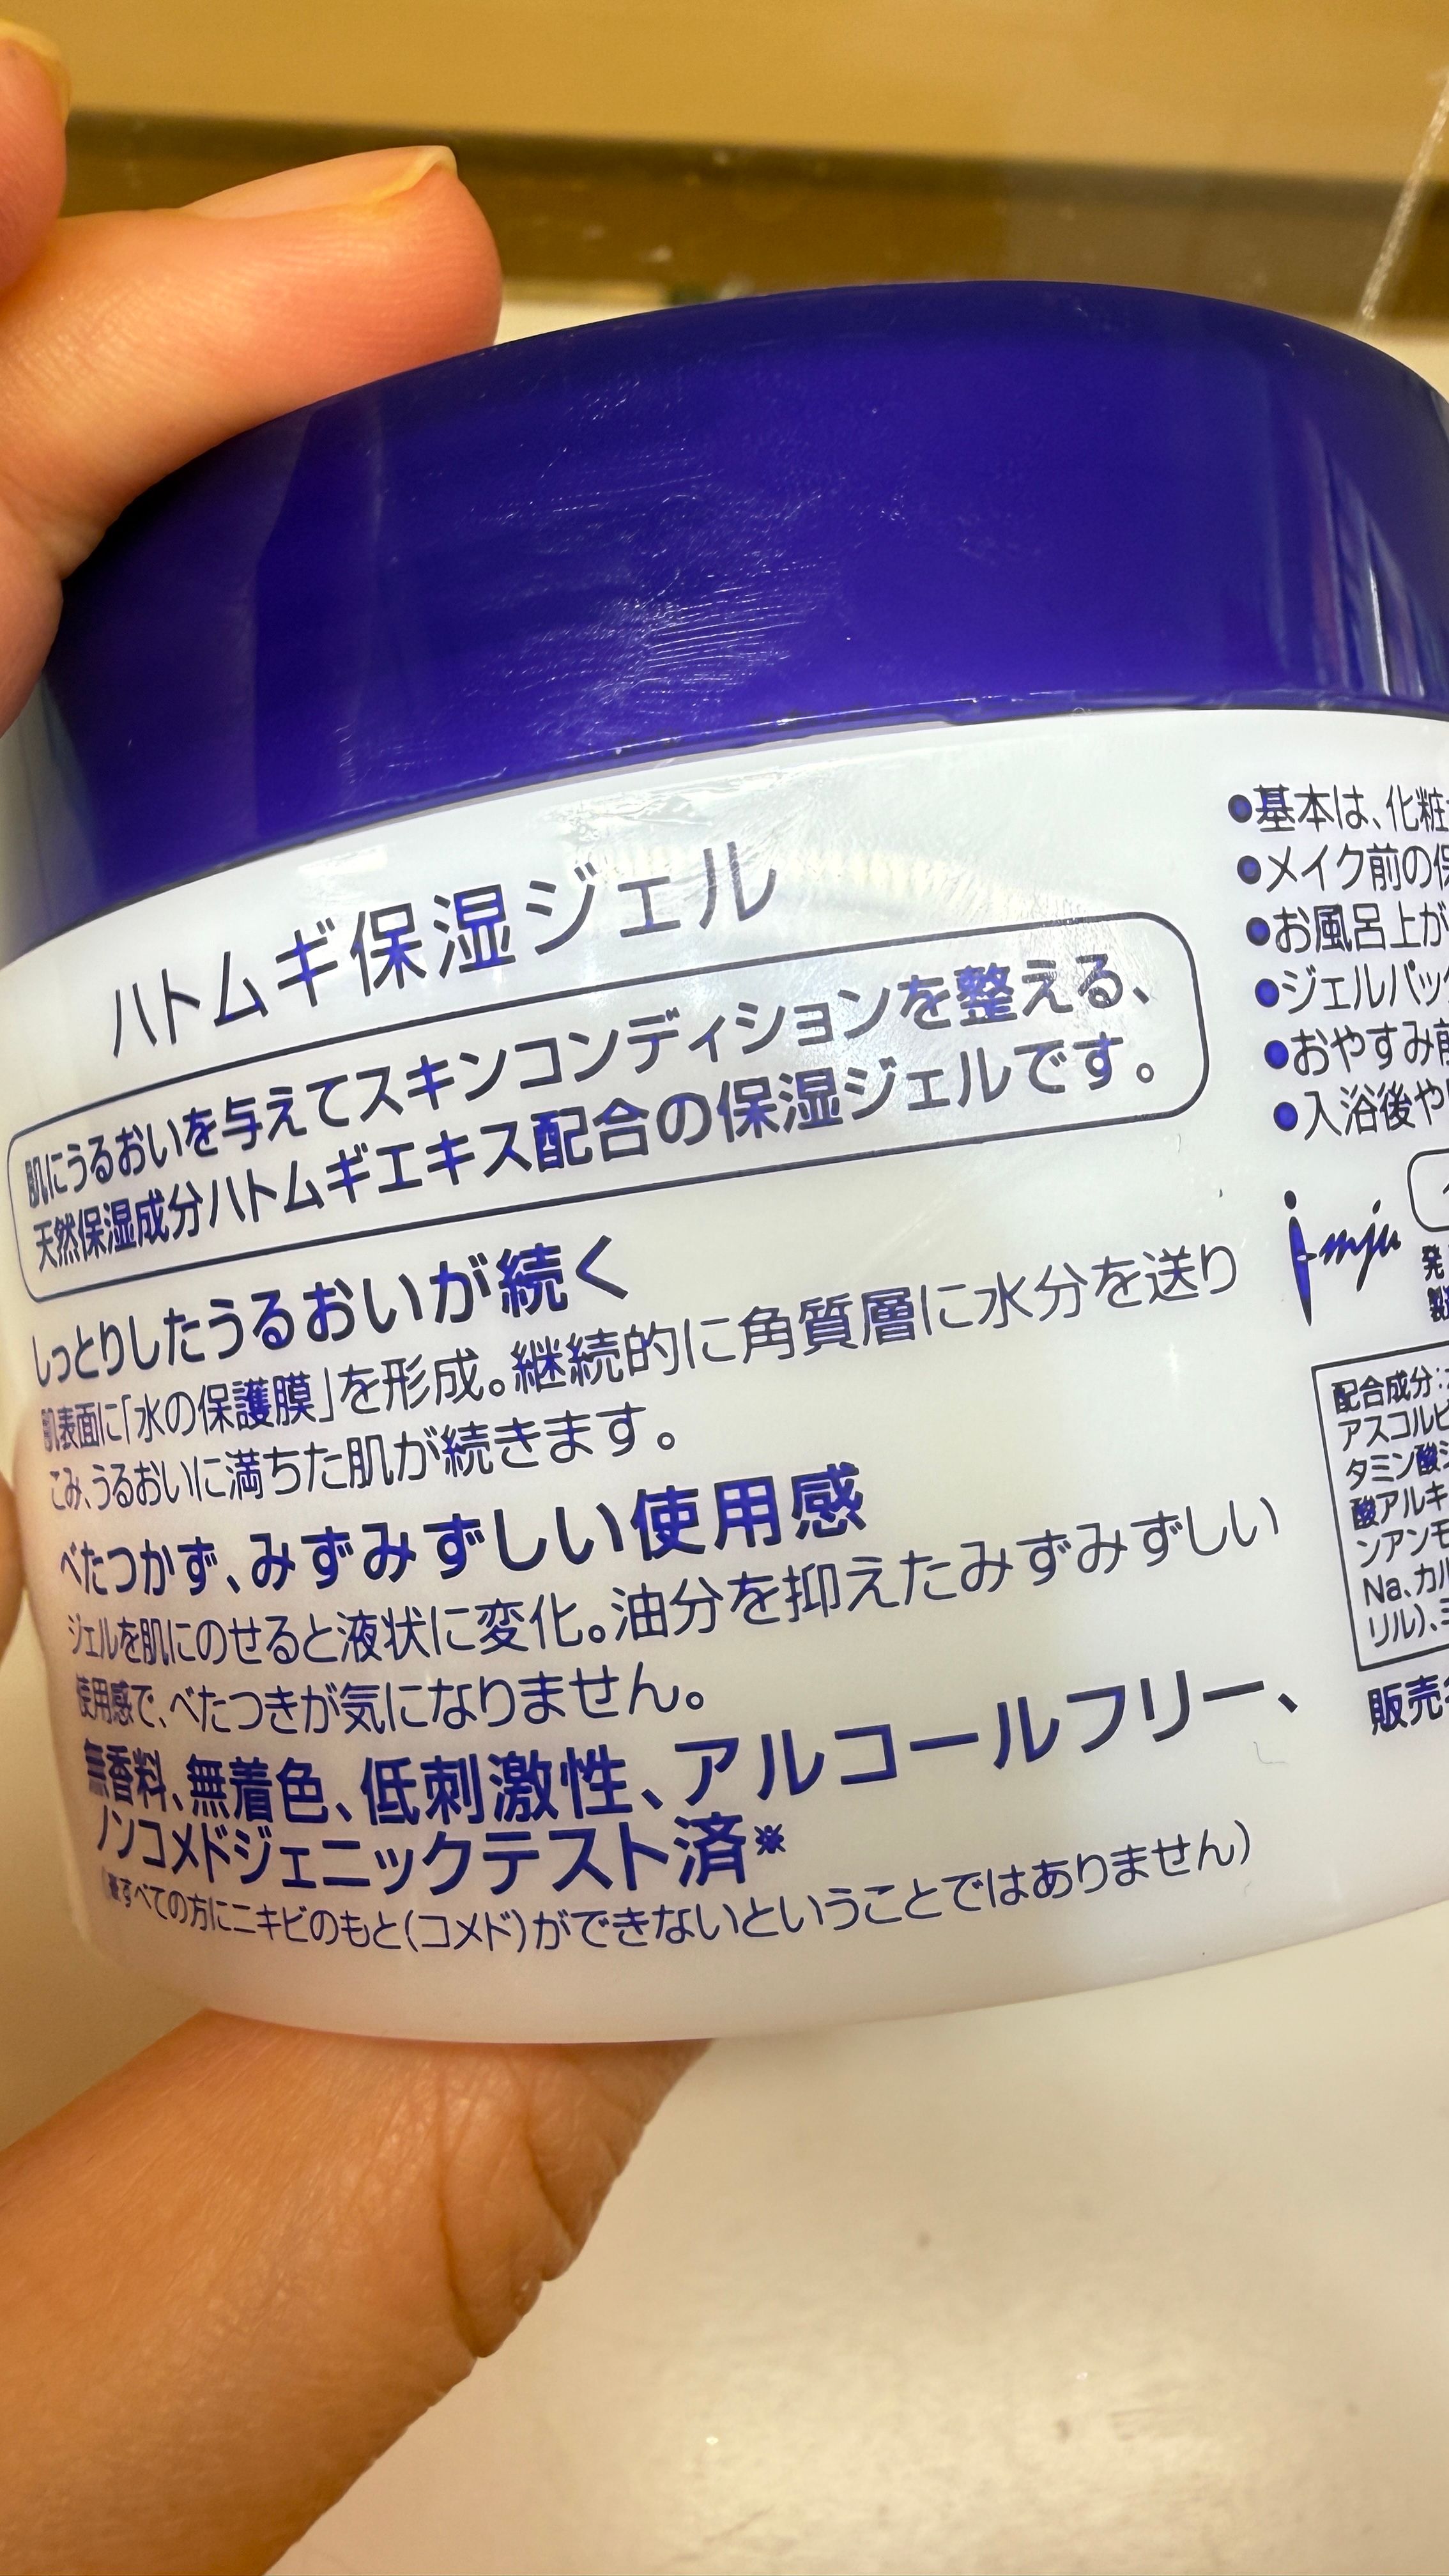 ハトムギ保湿ジェル
肌にうるおいを与えてスキンコンディションを整える、
天然保湿成分ハトムギエキス配合の保湿ジェルです。
しっとりしたうるおいが続く
肌表面に「水の保護膜」を形成。継続的に角質層に水分を送り
こみ、うるおいに満ちた肌が続きます。
べたつかず、みずみずしい使用感
ジェルを肌にのせると液状に変化。油分を抑えたみずみずしい
使用感で、べたつきが気になりません。
無香料、無着色、低刺激性、アルコールフリー、
ノンコメドジェニックテスト済※
(※すべての方にニキビのもと(コメド)ができないということではありません)
●基本は、化粧
●メイク前の保
●お風呂上が
●ジェルパッ
●おやすみ前
●入浴後や
imju
発
製
配合成分:
アスコルビ
タミン酸
酸アルキ
ンアンモ
Na、カル
リル)、
販売